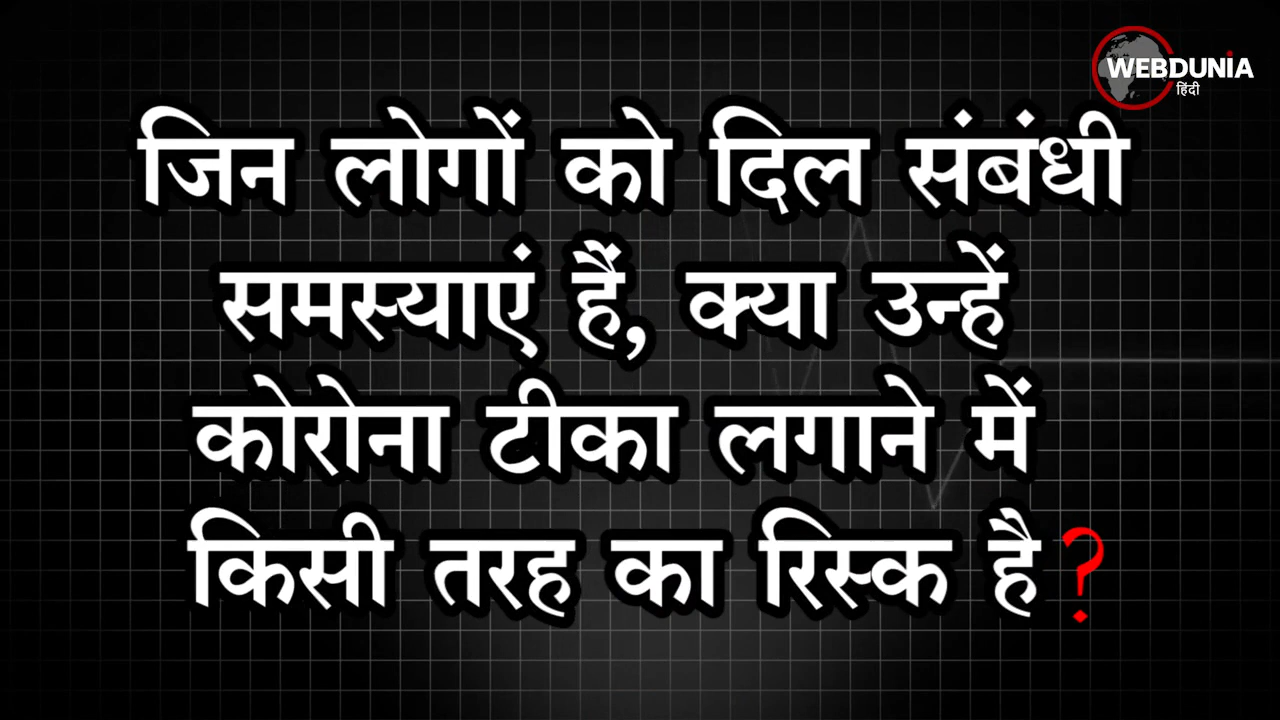 WEBDUNIA
हिंदी
जिन लोगों को दिल संबंधी
समस्याएं हैं, क्या उन्हें
कोरोना टीका लगाने में
किसी तरह का रिस्क है?